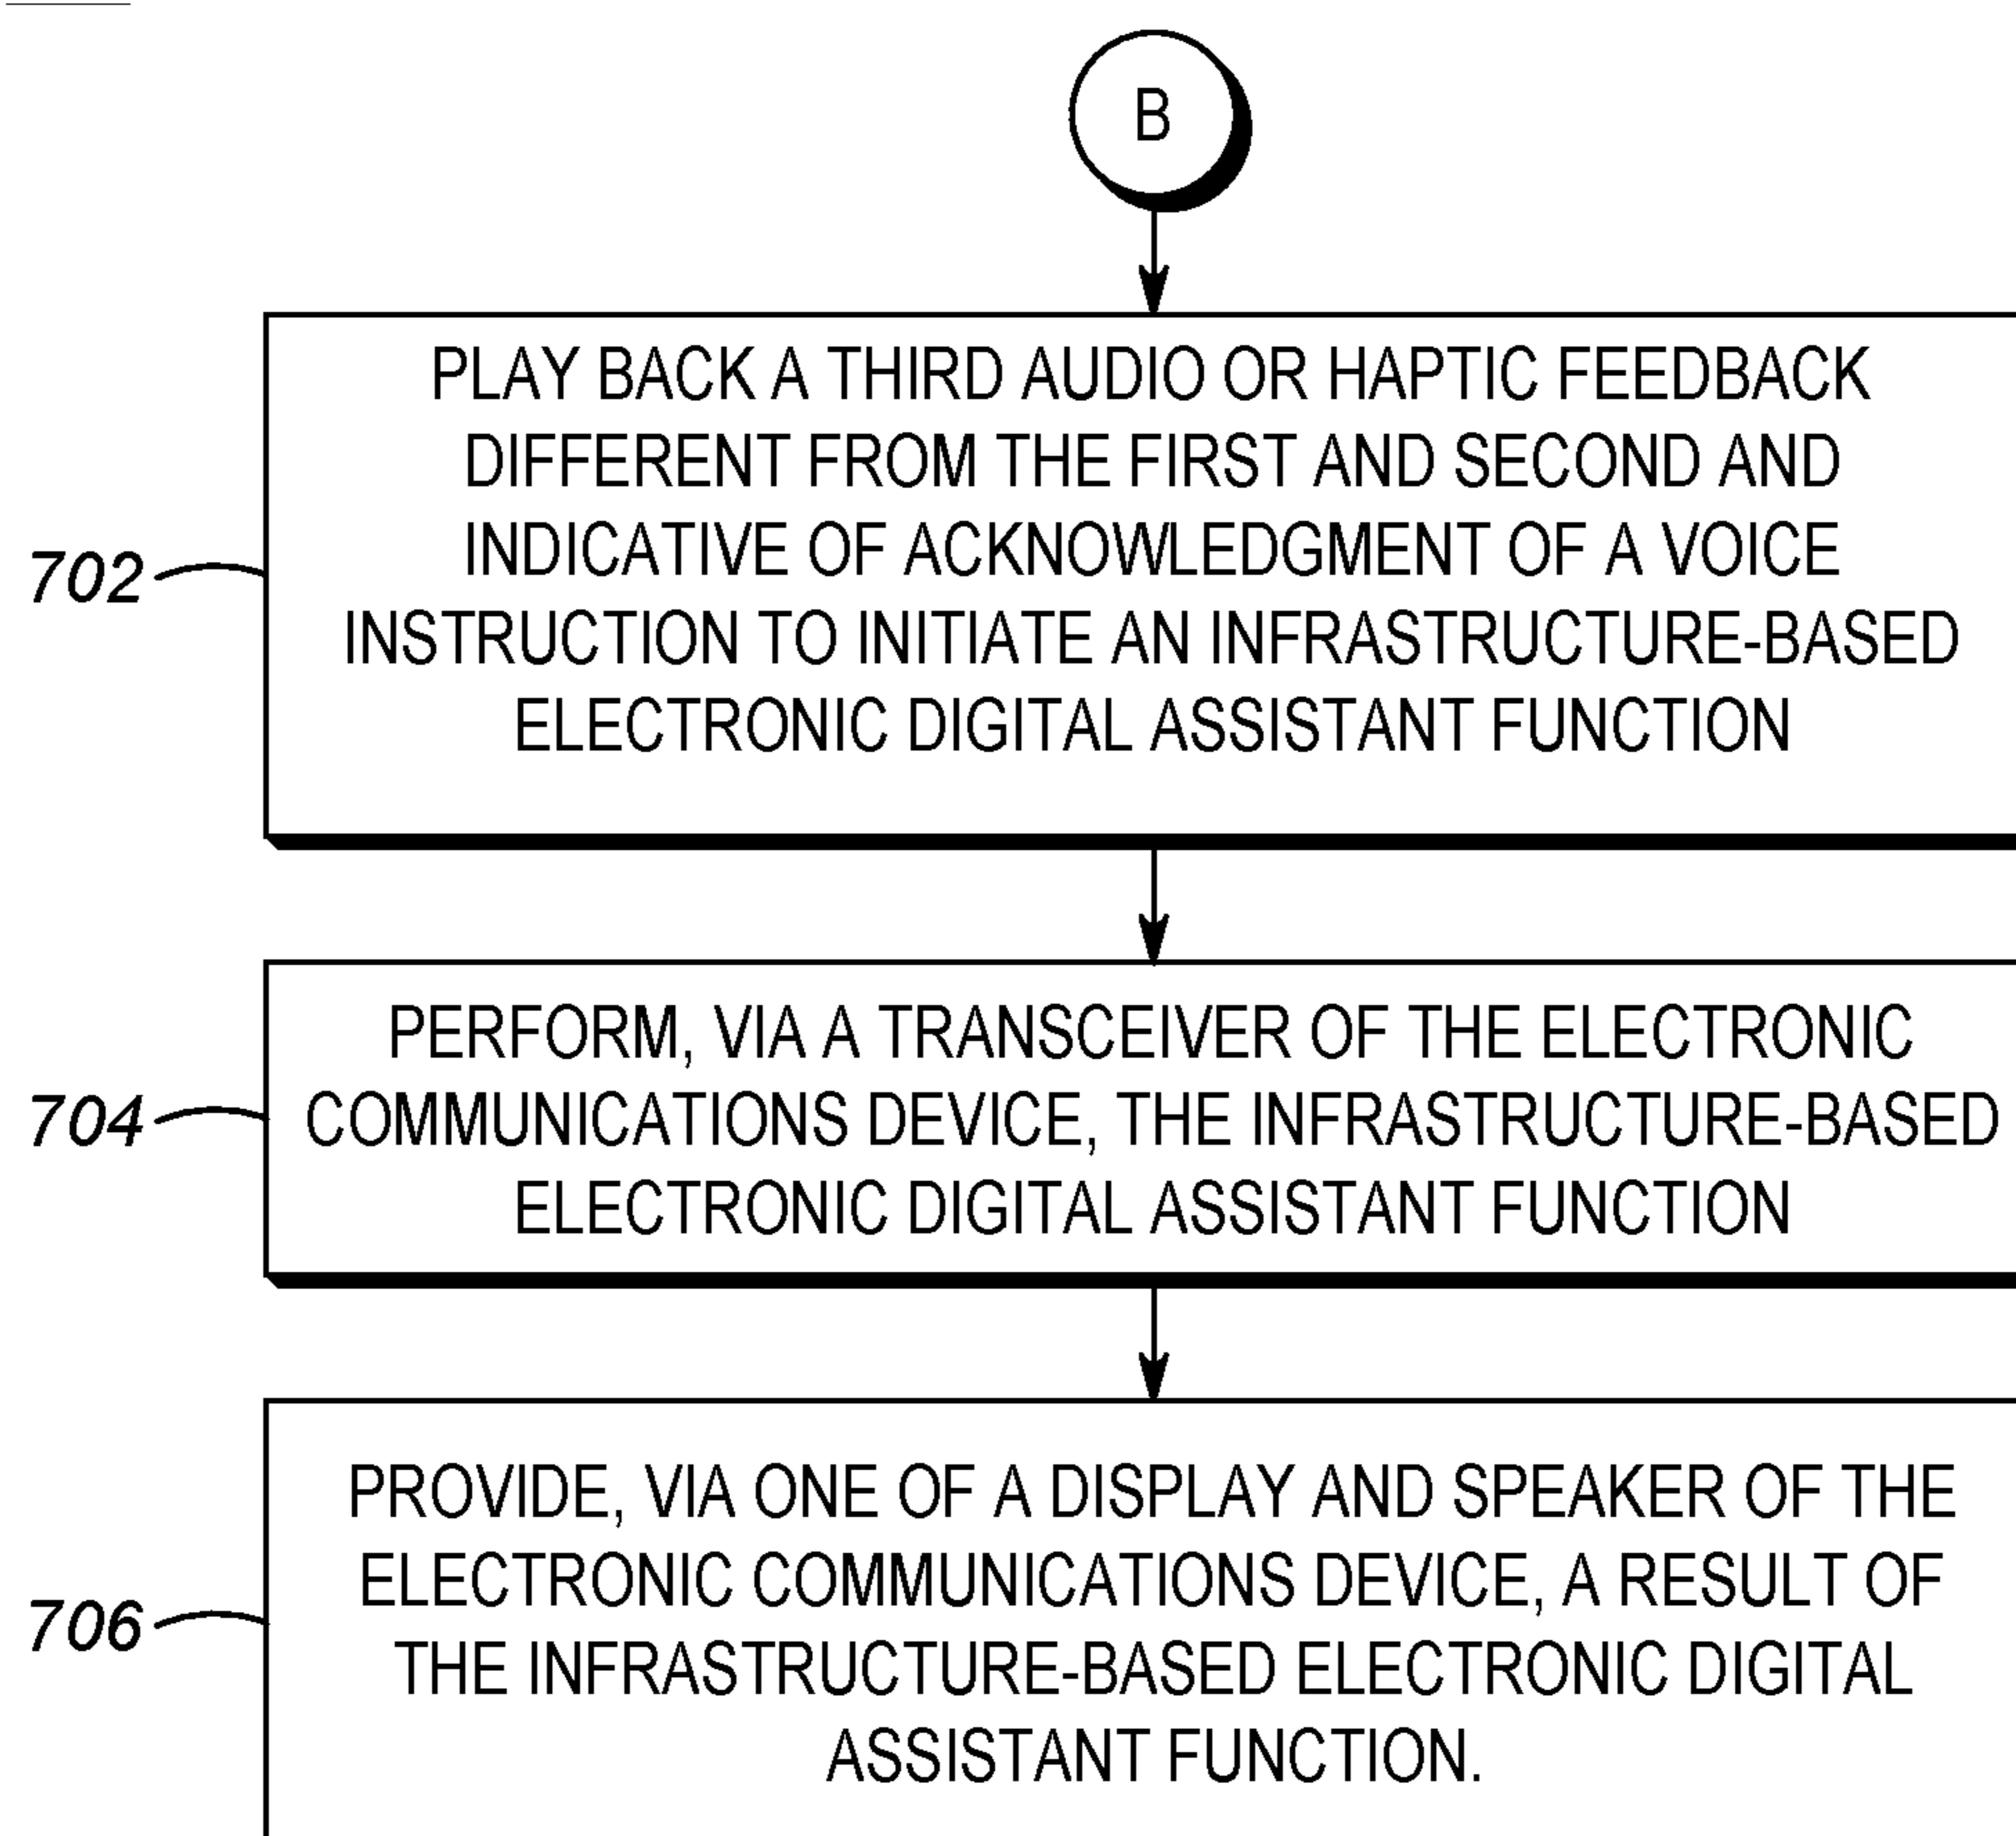 B
PLAY BACK A THIRD AUDIO OR HAPTIC FEEDBACK
DIFFERENT FROM THE FIRST AND SECOND AND
INDICATIVE OF ACKNOWLEDGMENT OF A VOICE
INSTRUCTION TO INITIATE AN INFRASTRUCTURE-BASED
ELECTRONIC DIGITAL ASSISTANT FUNCTION
702
PERFORM, VIA A TRANSCEIVER OF THE ELECTRONIC
COMMUNICATIONS DEVICE, THE INFRASTRUCTURE-BASED
ELECTRONIC DIGITAL ASSISTANT FUNCTION
704
PROVIDE, VIA ONE OF A DISPLAY AND SPEAKER OF THE
ELECTRONIC COMMUNICATIONS DEVICE, A RESULT OF
THE INFRASTRUCTURE-BASED ELECTRONIC DIGITAL
ASSISTANT FUNCTION.
706